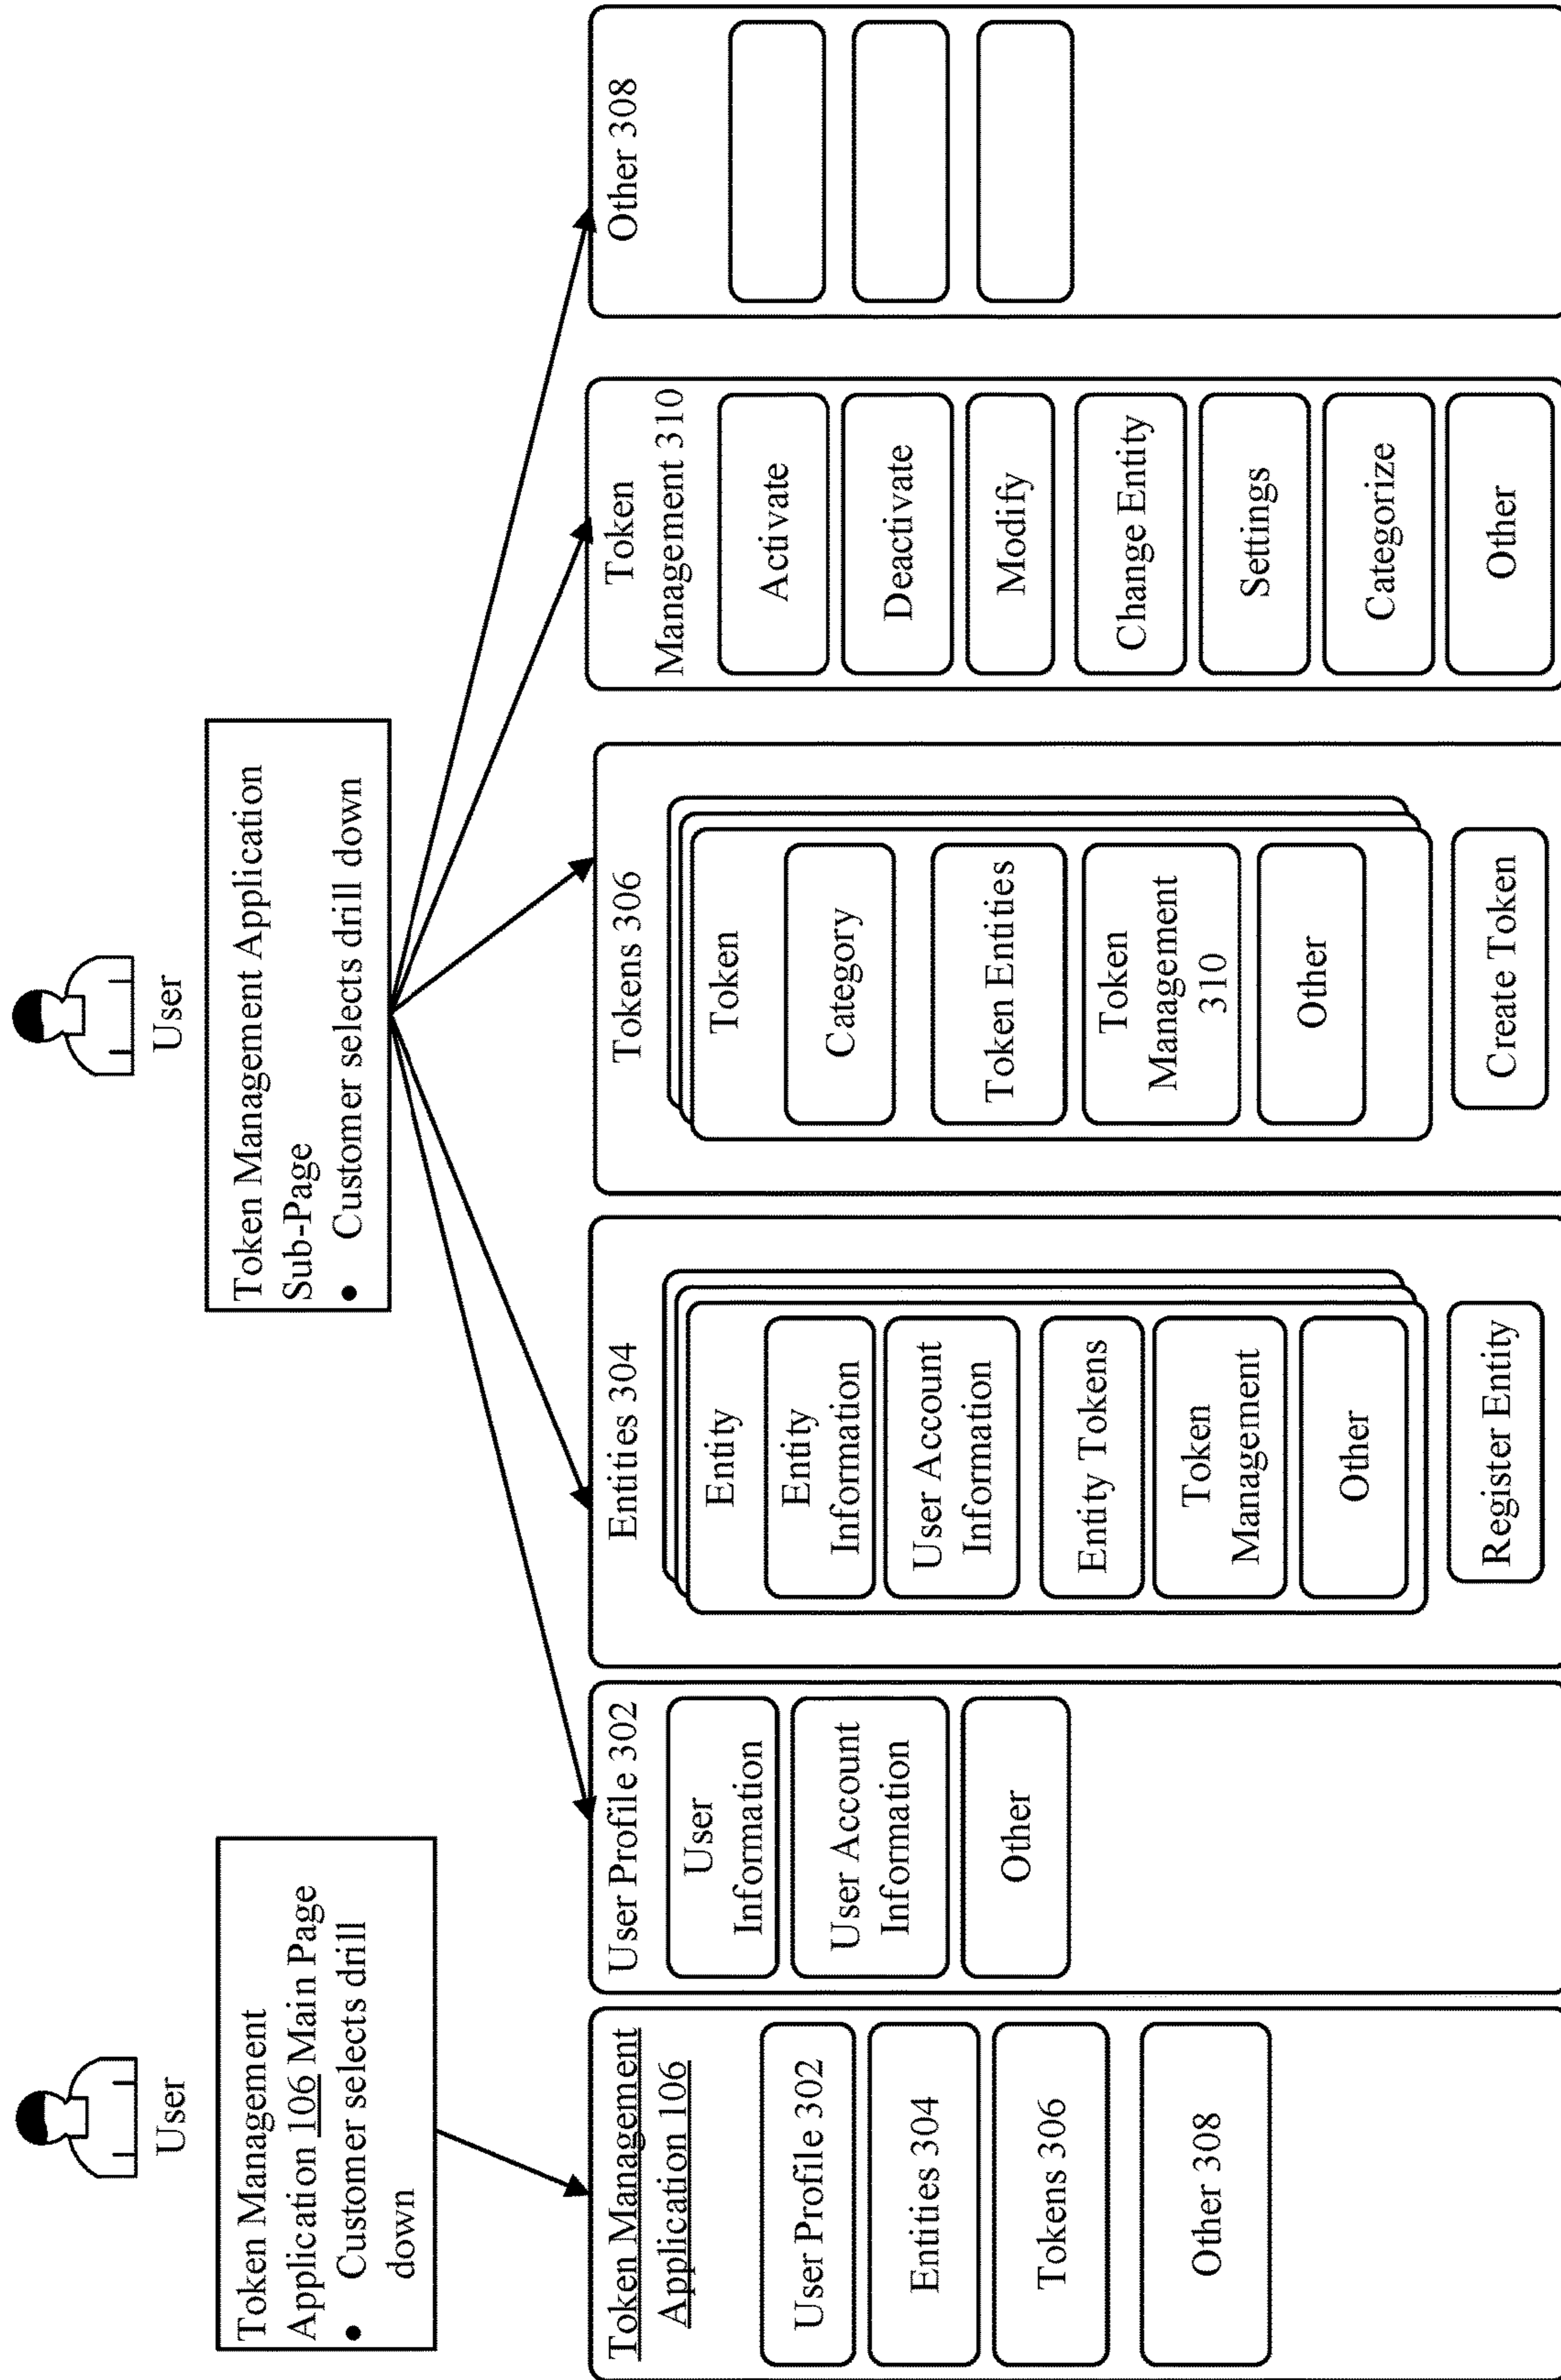 User
Token Management
Application 106 Main Page
• Customer selects drill
down
Token Management
Application 106
User Profile 302
Entities 304
Tokens 306
Other 308
User
Token Management Application
Sub-Page
• Customer selects drill down
User Profile 302
User
Information
User Account
Information
Other
Entities 304
Entity
Entity
Information
User Account
Information
Entity Tokens
Token
Management
Other
Register Entity
Tokens 306
Token
Category
Token Entities
Token
Management
310
Other
Create Token
Token
Management 310
Activate
Deactivate
Modify
Change Entity
Settings
Categorize
Other
Other 308